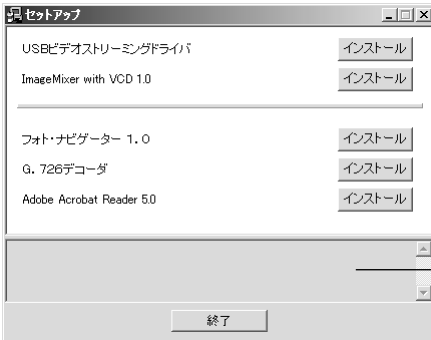 セットアップ
USBビデオストリーミングドライバ インストール
ImageMixer with VCD 1.0 インストール
フォト・ナビゲーター 1.0 インストール
G. 726デコーダ インストール
Adobe Acrobat Reader 5.0 インストール
終了